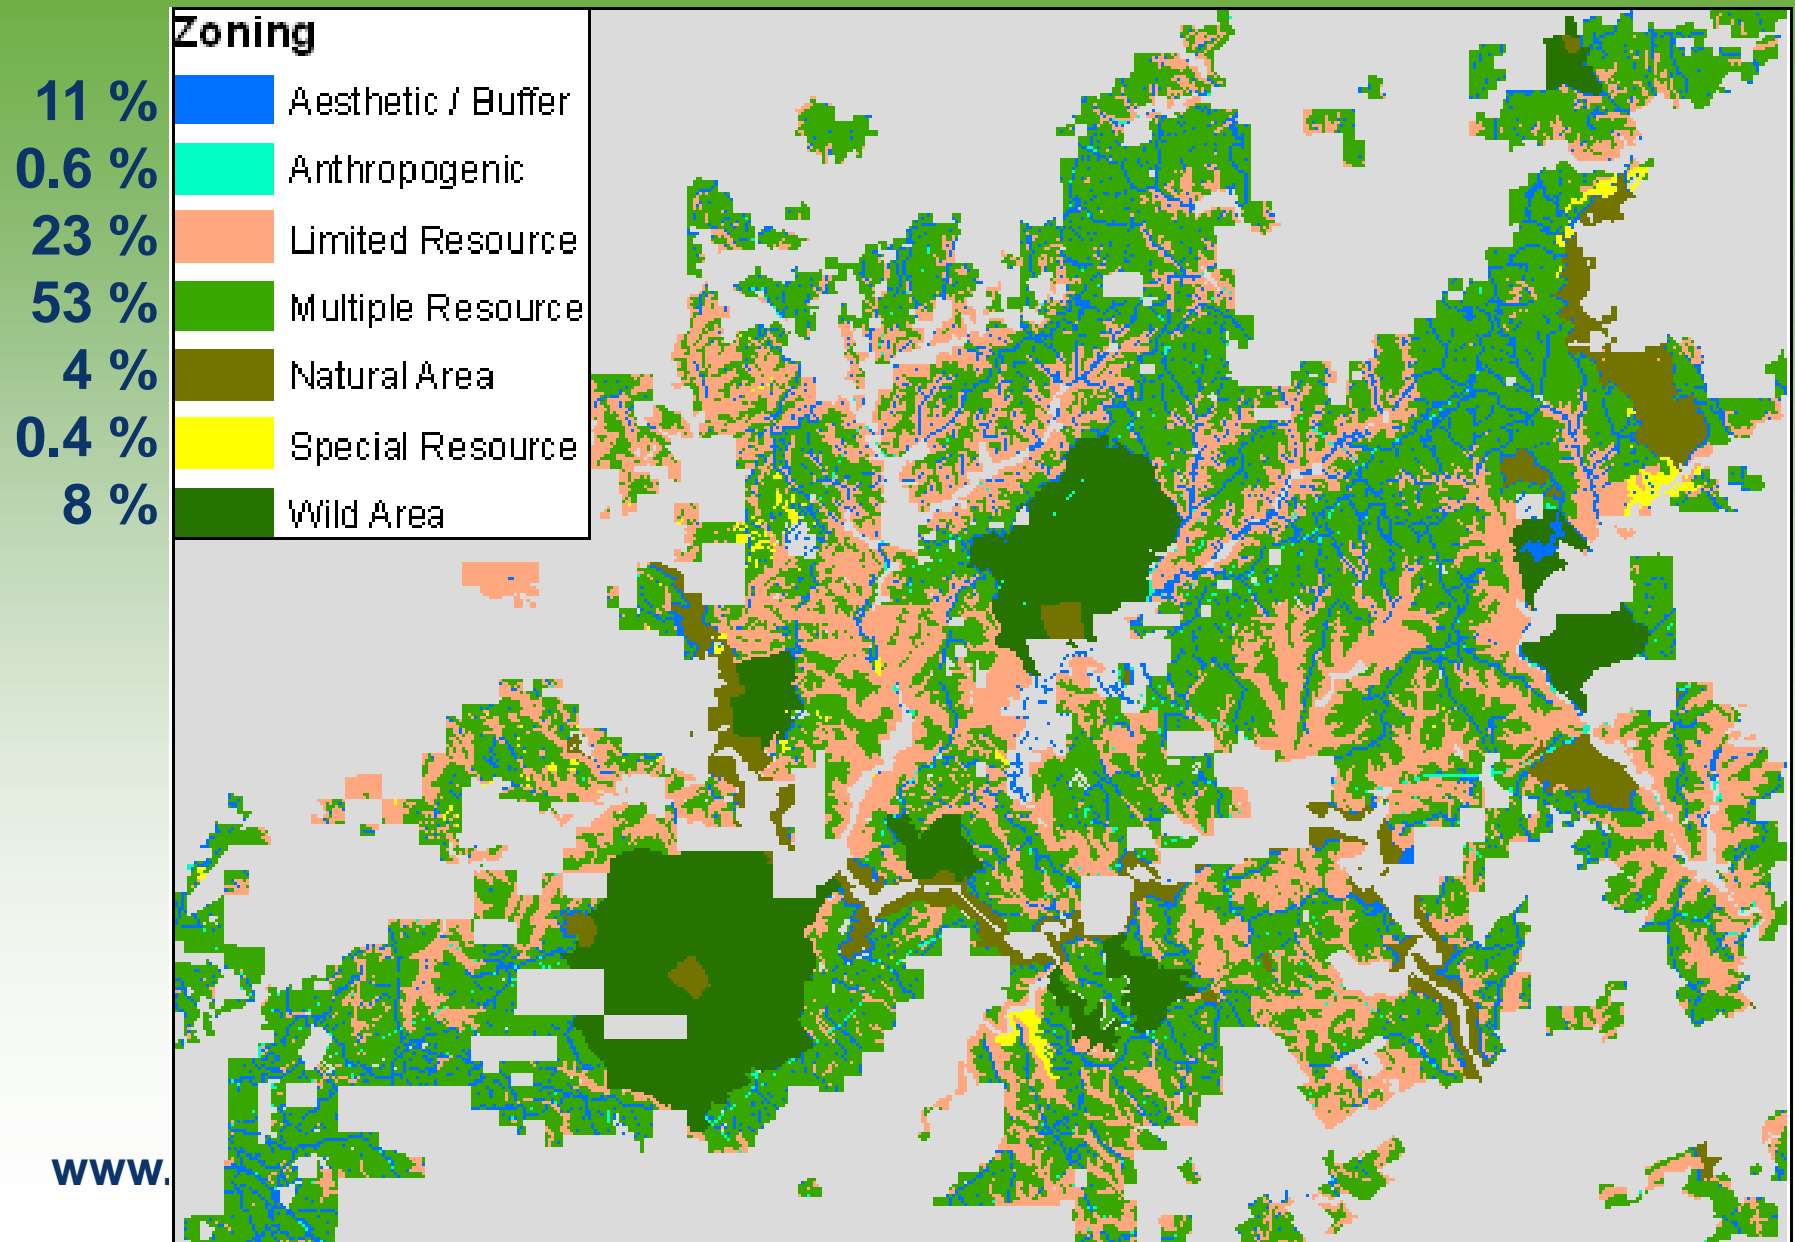 Zoning
11 % Aesthetic / Buffer
0.6 % Anthropogenic
23 % Limited Resource
53 % Multiple Resource
4 % Natural Area
0.4 % Special Resource
8 % Wild Area
www.